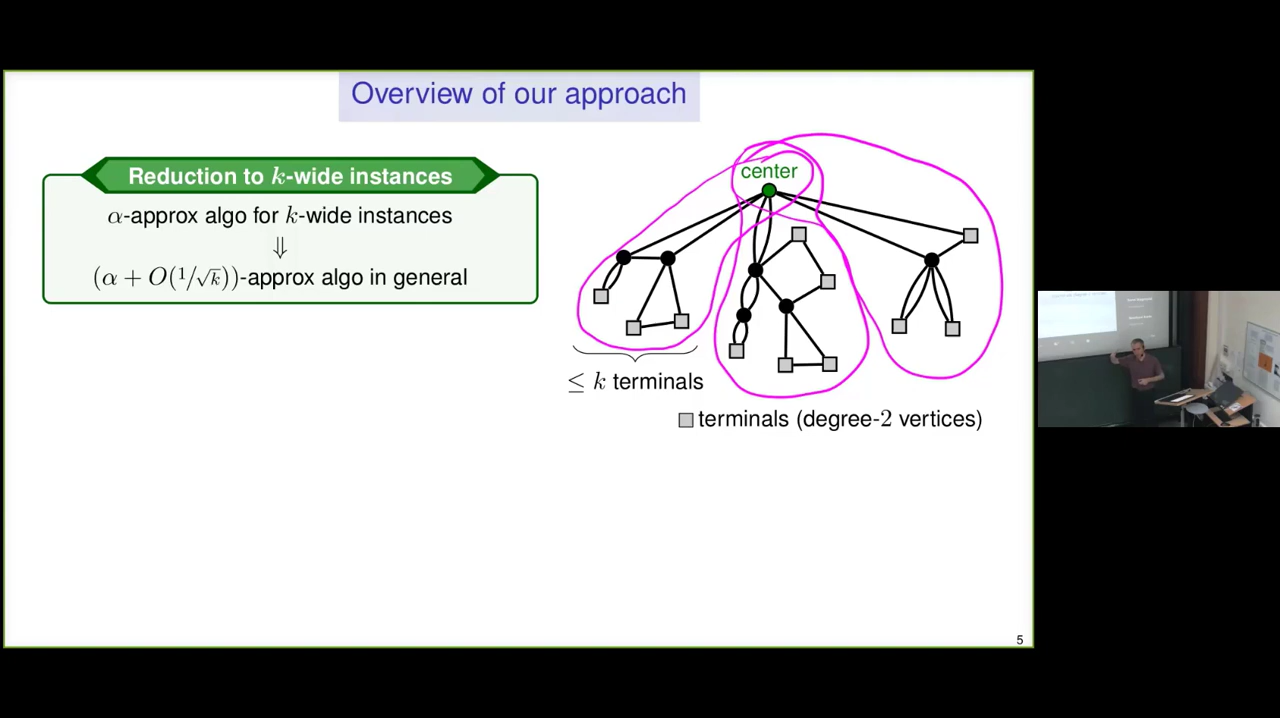 Overview of our approach
Reduction to k-wide instances
α-approx algo for k-wide instances
⇓
(α + O(1/√k))-approx algo in general
center
≤ k terminals
terminals (degree-2 vertices)
5